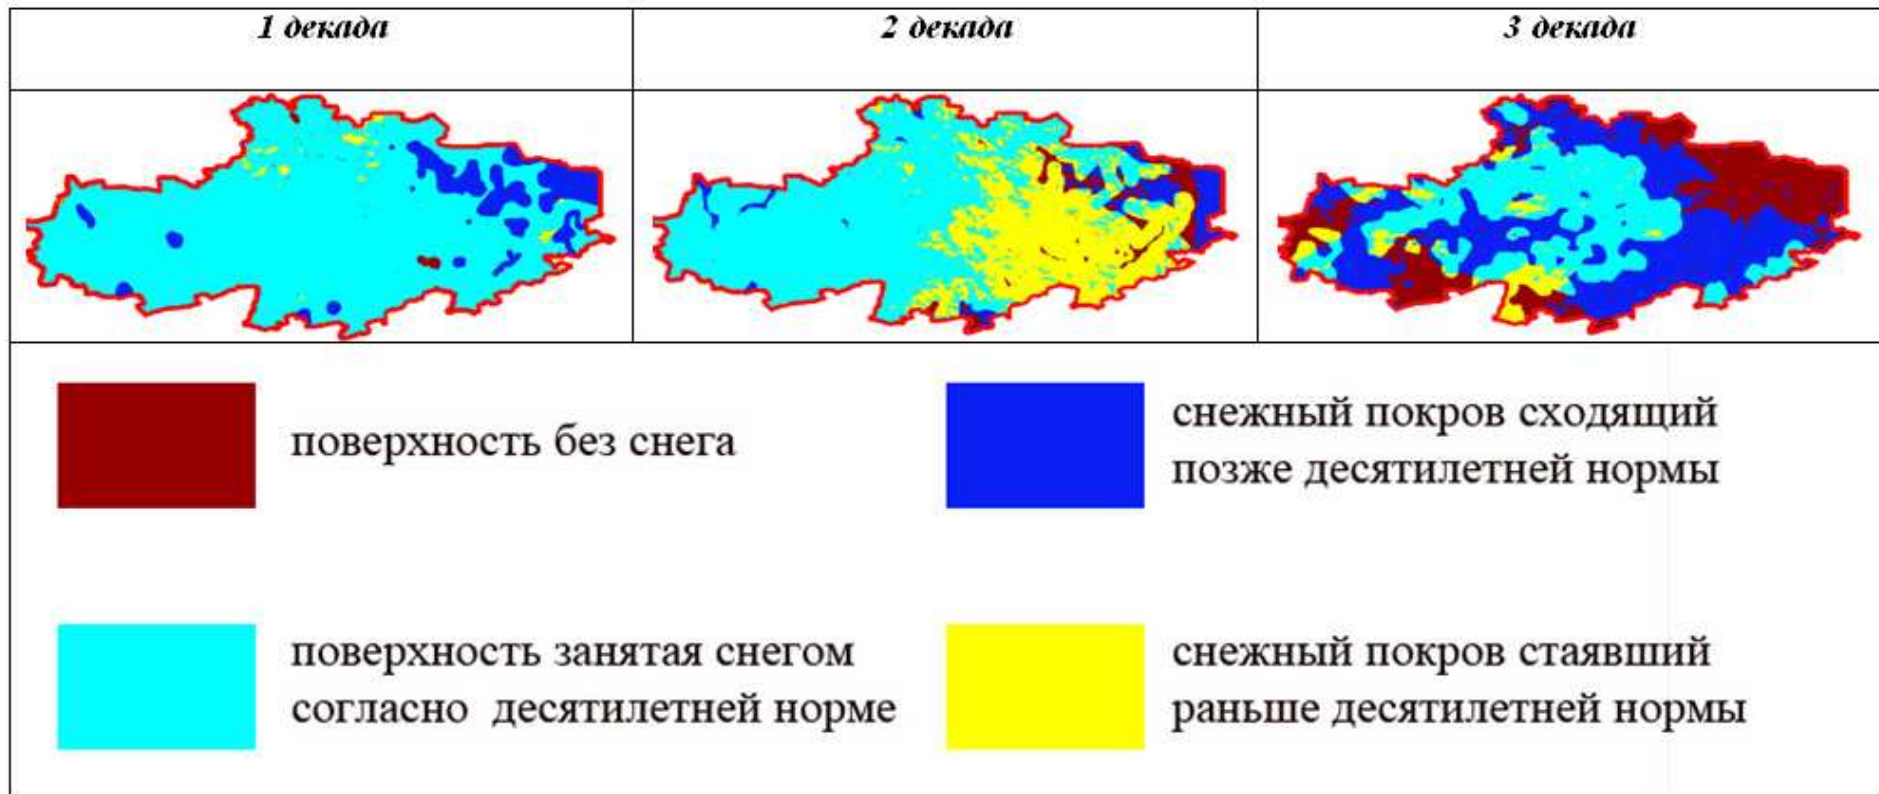 1 декада
2 декада
3 декада
поверхность без снега
снежный покров сходящий
позже десятилетней нормы
поверхность занятая снегом
согласно десятилетней норме
снежный покров стаявший
раньше десятилетней нормы